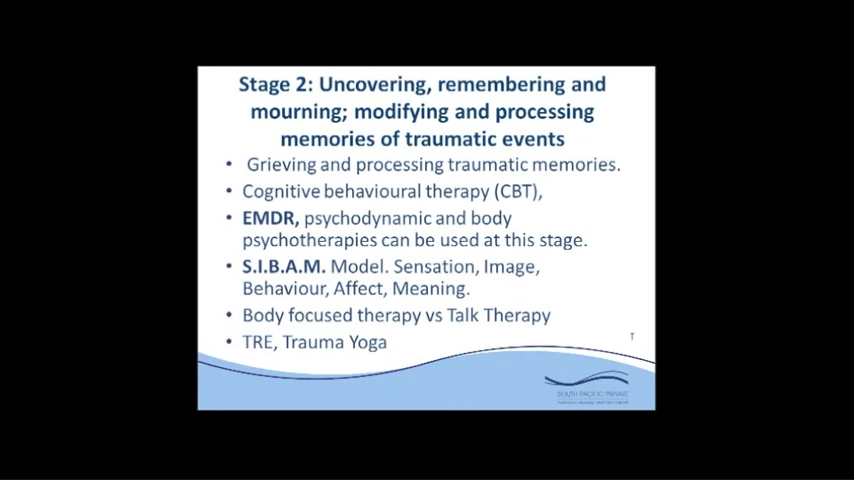 Stage 2: Uncovering, remembering and
mourning; modifying and processing
memories of traumatic events
• Grieving and processing traumatic memories.
• Cognitive behavioural therapy (CBT),
• EMDR, psychodynamic and body
psychotherapies can be used at this stage.
• S.I.B.A.M. Model. Sensation, Image,
Behaviour, Affect, Meaning.
• Body focused therapy vs Talk Therapy
• TRE, Trauma Yoga
SOUTH PACIFIC PRIVATE